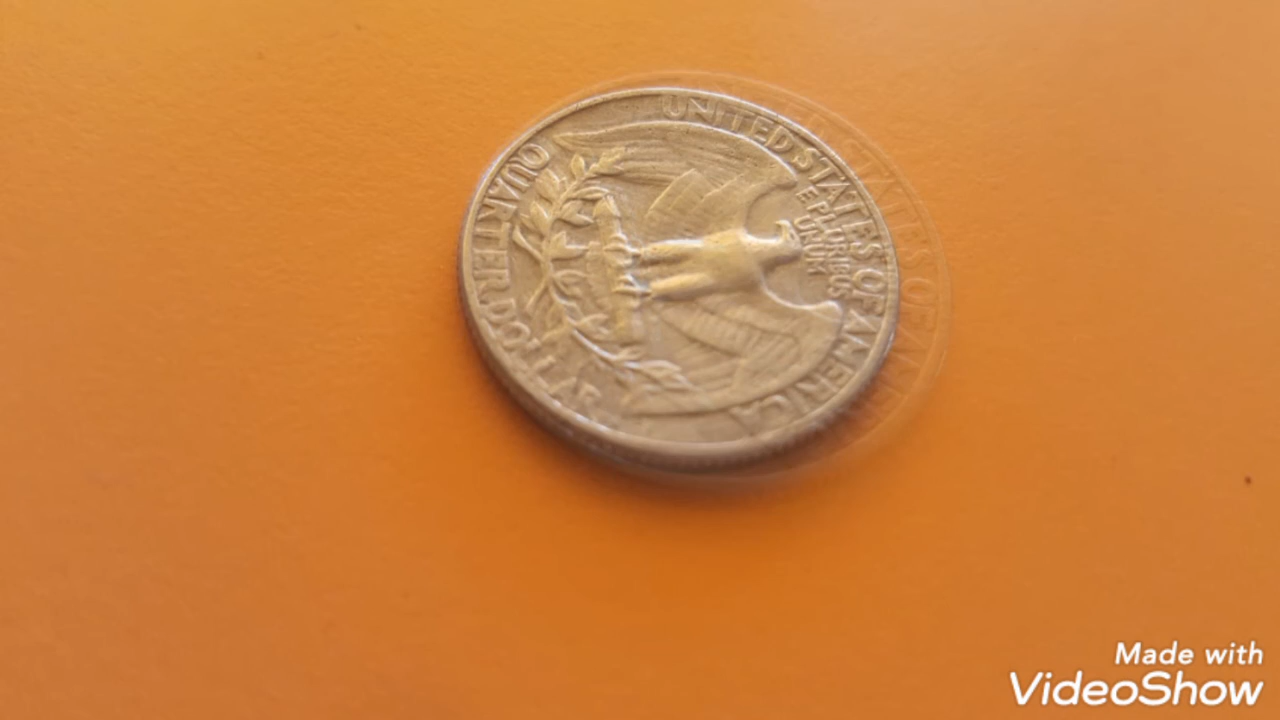 UNITED STATES OF AMERICA
E PLURIBUS
UNUM
QUARTER DOLLAR
Made with
VideoShow